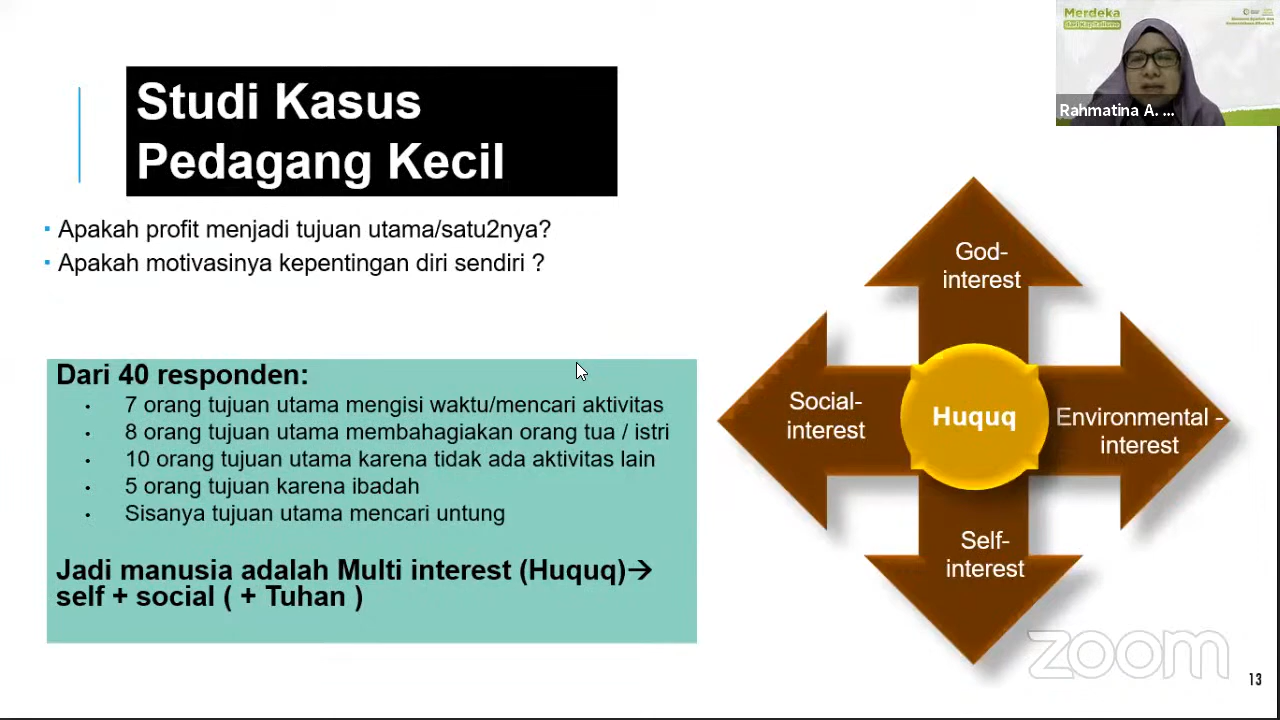 Studi Kasus
Pedagang Kecil
▪ Apakah profit menjadi tujuan utama/satu2nya?
▪ Apakah motivasinya kepentingan diri sendiri ?
Dari 40 responden:
• 7 orang tujuan utama mengisi waktu/mencari aktivitas
• 8 orang tujuan utama membahagiakan orang tua / istri
• 10 orang tujuan utama karena tidak ada aktivitas lain
• 5 orang tujuan karena ibadah
• Sisanya tujuan utama mencari untung
Jadi manusia adalah Multi interest (Huquq)→
self + social ( + Tuhan )
God-
interest
Social-
interest
Huquq
Environmental -
interest
Self-
interest
Merdeka
Rahmatina A. ...
zoom
13